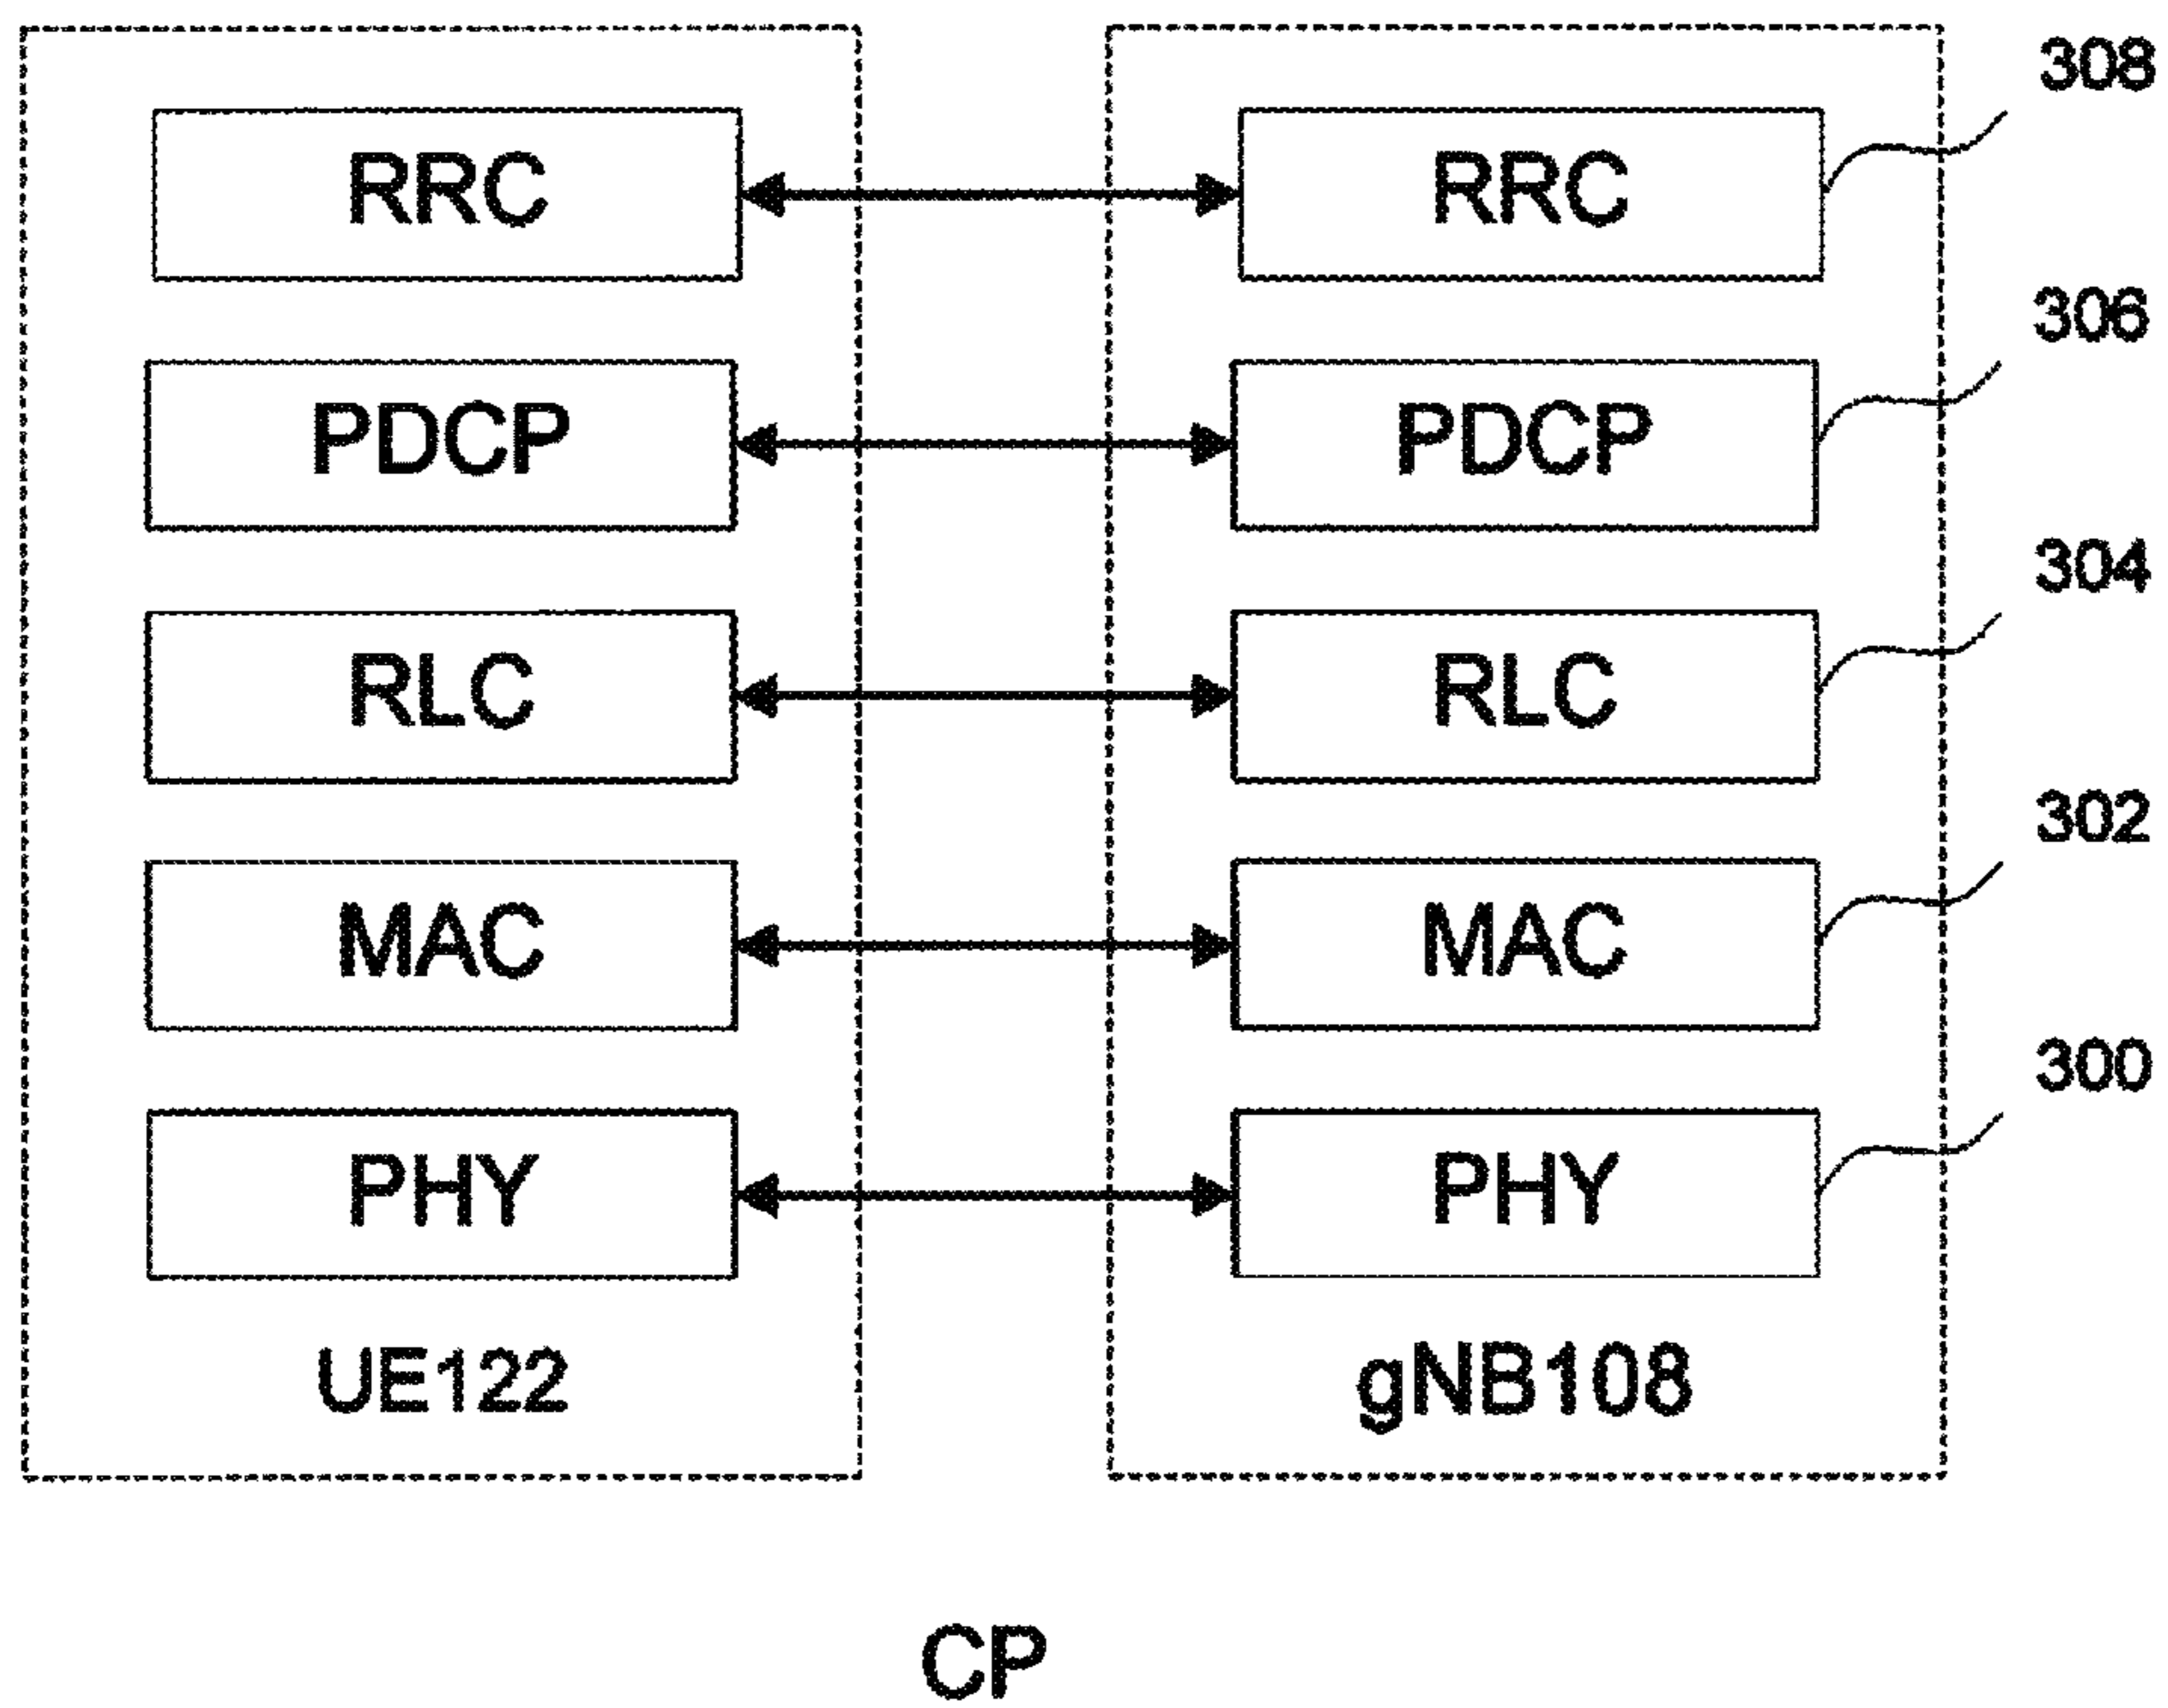 308
RRC RRC
306
PDCP PDCP
304
RLC RLC
302
MAC MAC
300
PHY PHY
UE122 gNB108
CP